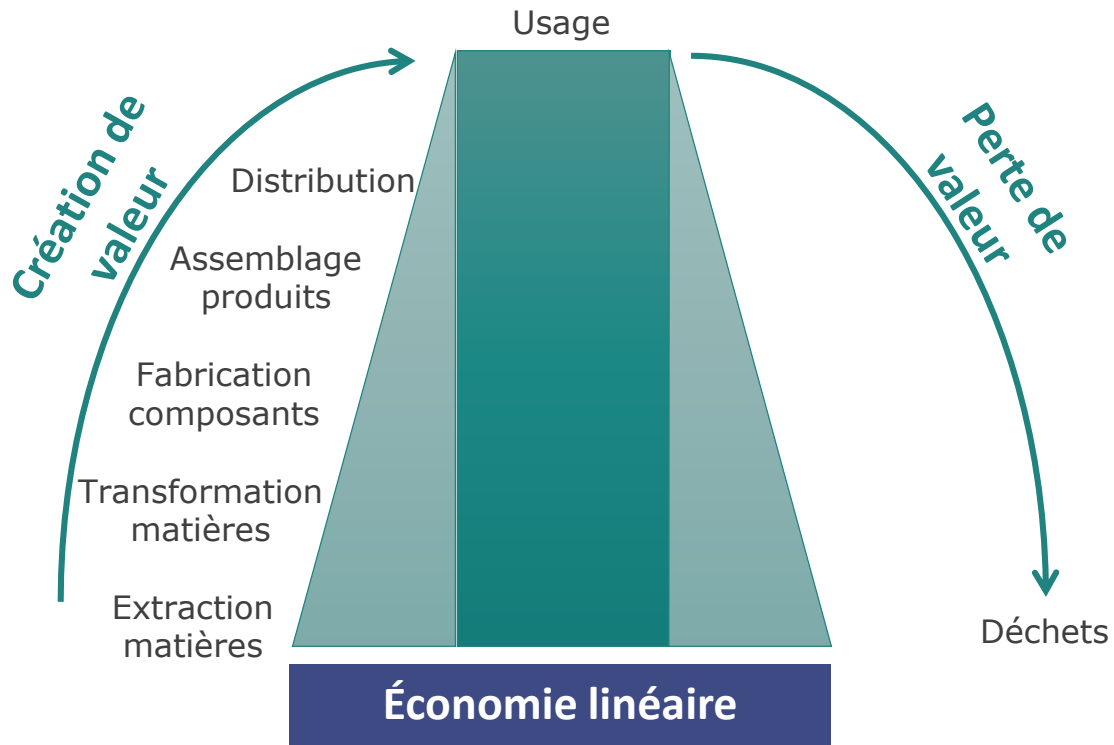 Usage
Création de
valeur
Perte de
valeur
Distribution
Assemblage
produits
Fabrication
composants
Transformation
matières
Extraction
matières
Déchets
Économie linéaire